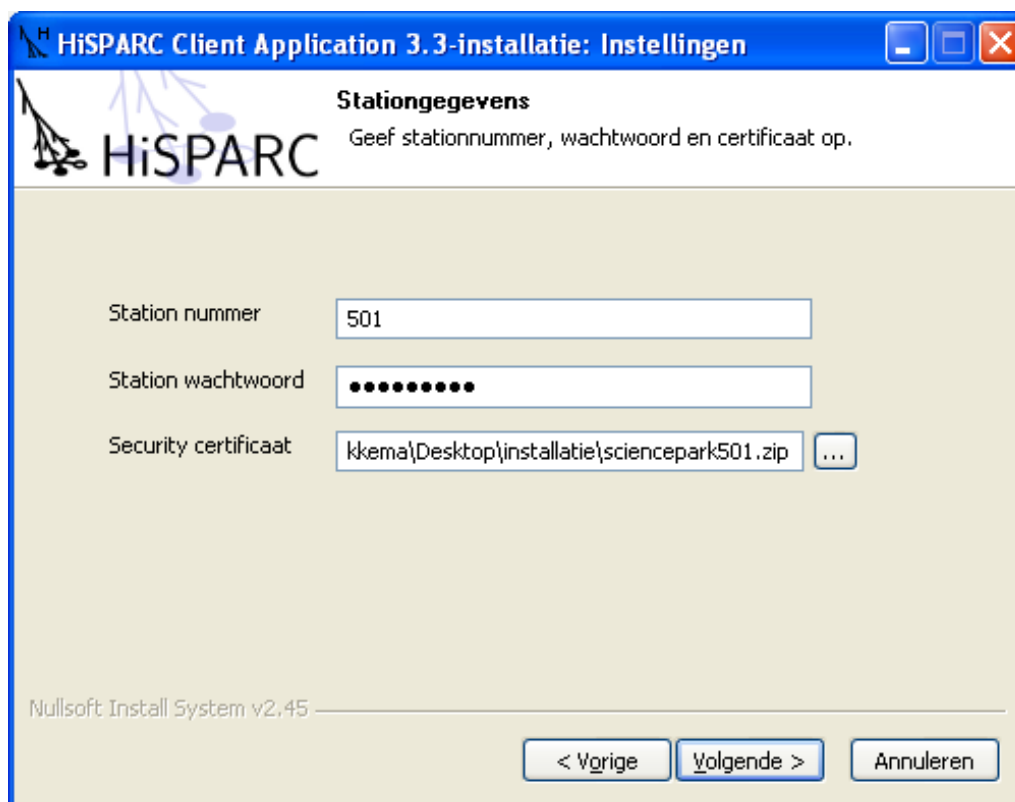 HiSPARC Client Application 3.3-installatie: Instellingen
HiSPARC
Stationgegevens
Geef stationnummer, wachtwoord en certificaat op.
Station nummer
501
Station wachtwoord
●●●●●●●●●
Security certificaat
kkema\Desktop\installatie\sciencepark501.zip
...
Nullsoft Install System v2.45
< Vorige
Volgende >
Annuleren